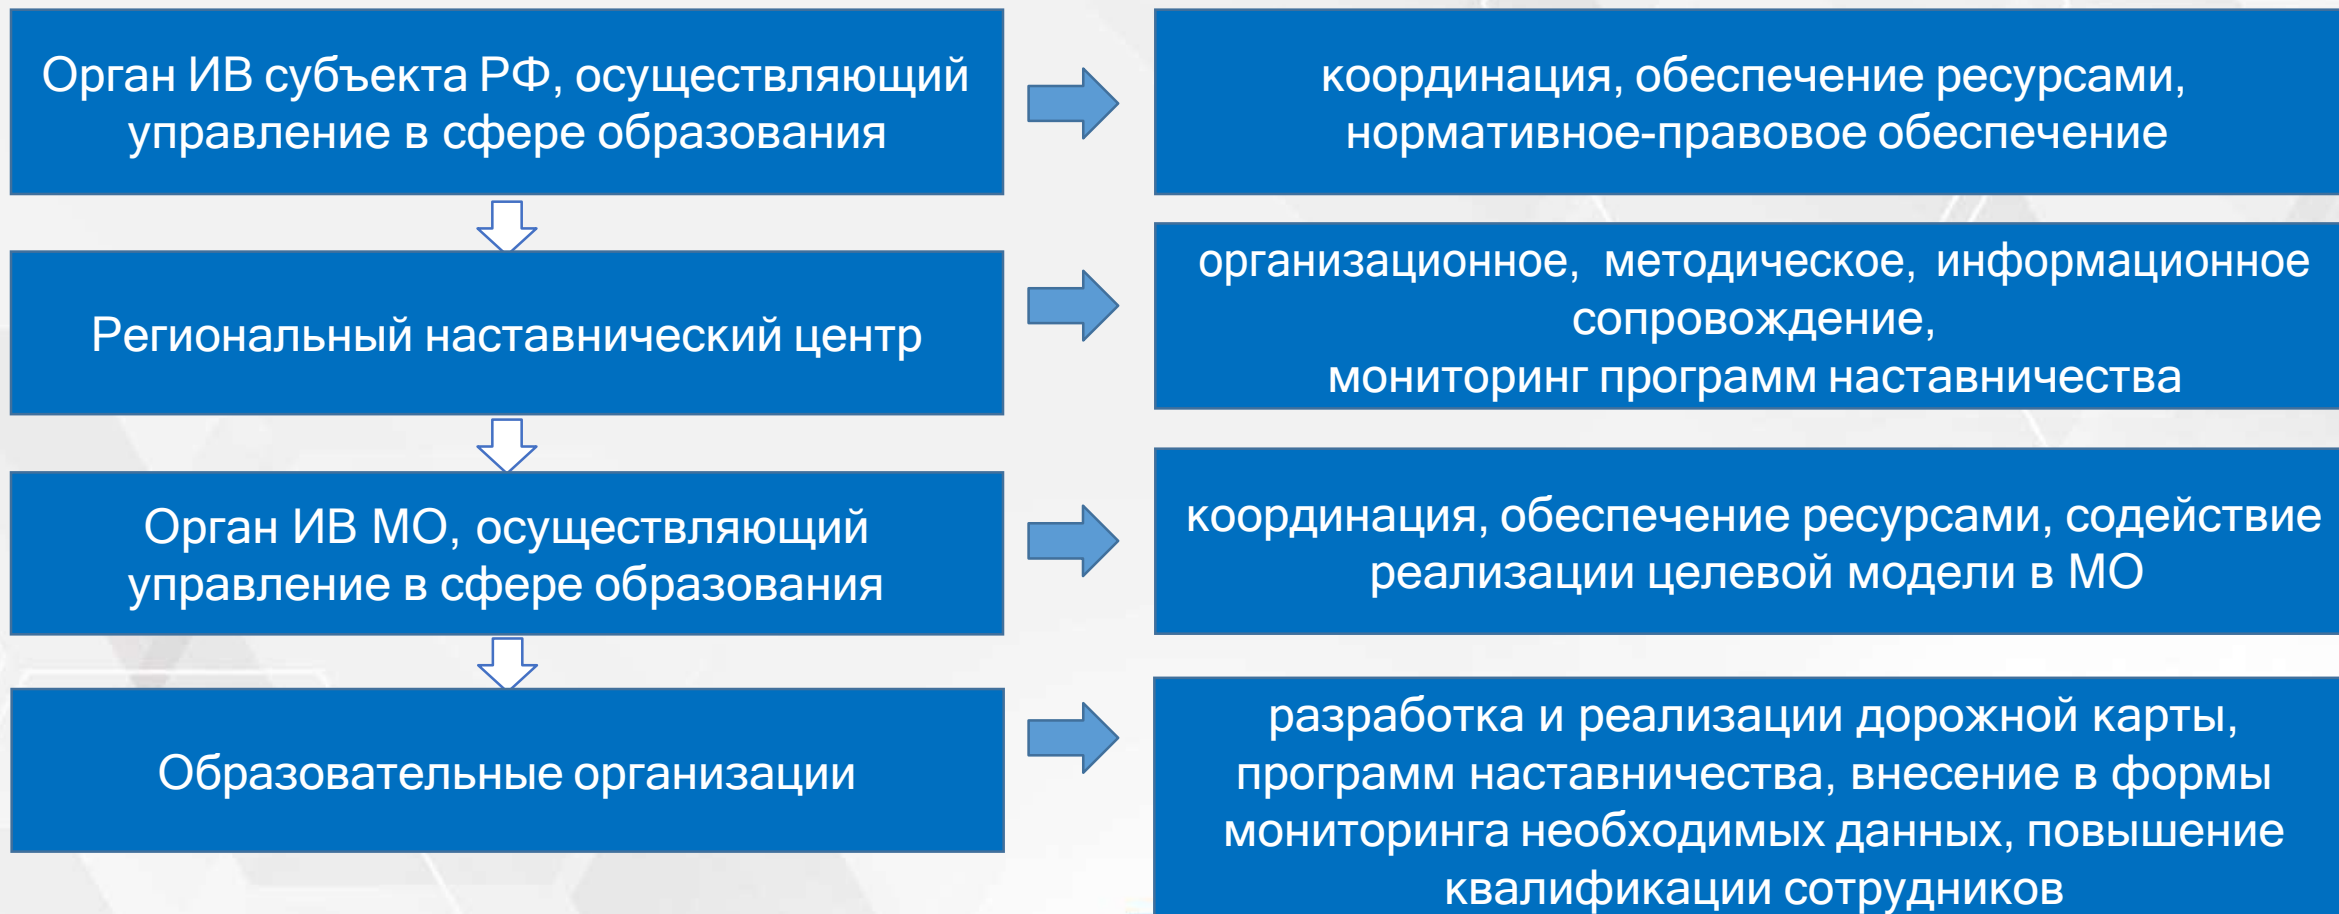 Орган ИВ субъекта РФ, осуществляющий
управление в сфере образования
координация, обеспечение ресурсами,
нормативное-правовое обеспечение
Региональный наставнический центр
организационное, методическое, информационное
сопровождение,
мониторинг программ наставничества
Орган ИВ МО, осуществляющий
управление в сфере образования
координация, обеспечение ресурсами, содействие
реализации целевой модели в МО
Образовательные организации
разработка и реализации дорожной карты,
программ наставничества, внесение в формы
мониторинга необходимых данных, повышение
квалификации сотрудников